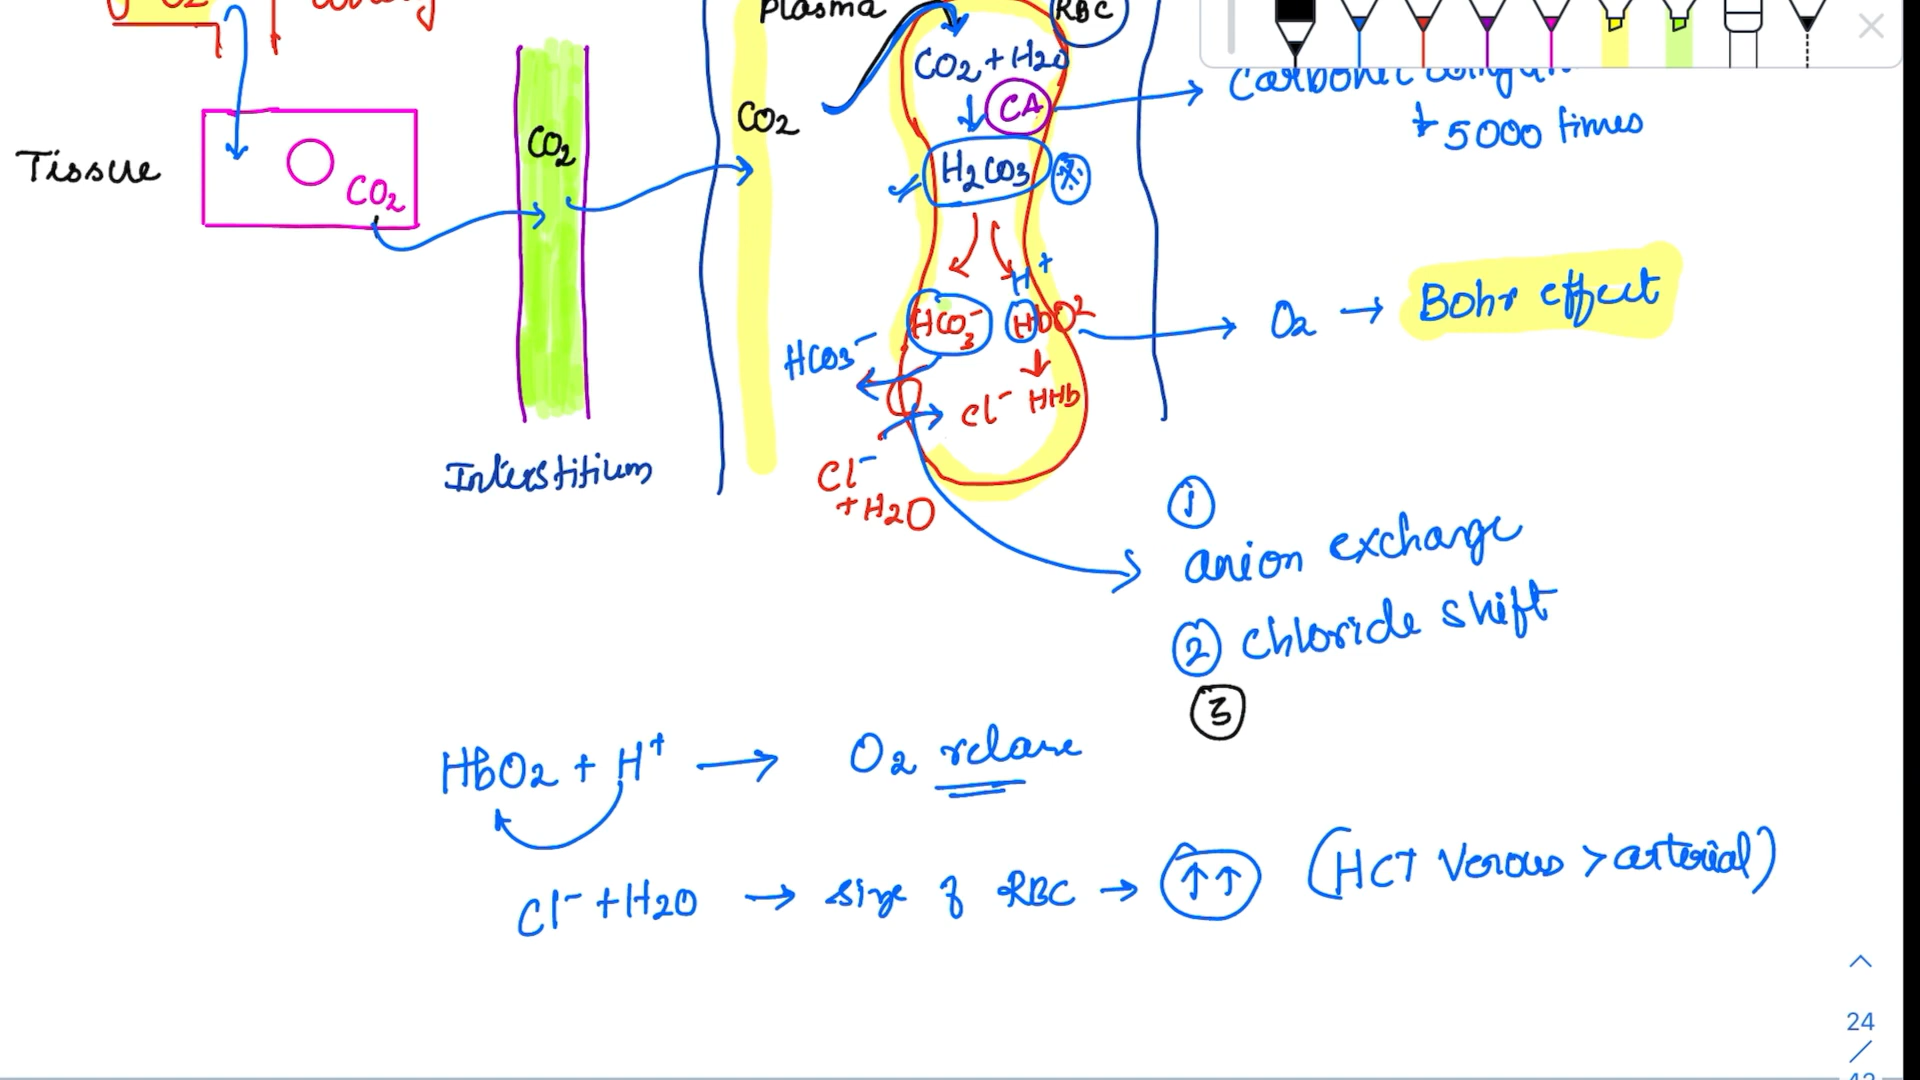 O2
Plasma
RBC
CO2 + H2O
CO2
CO2
CA
Carbonic
↑ 5000 times
Tissue
CO2
H2CO3
H+
HCO3-
HbO2
O2 → Bohr effect
HCO3-
Cl- HHb
Interstitium
Cl-
+ H2O
①
anion exchange
② chloride shift
③
HbO2 + H+ → O2 release
Cl- + H2O → size of RBC → ↑↑ (HCT Venous > arterial)
24
/